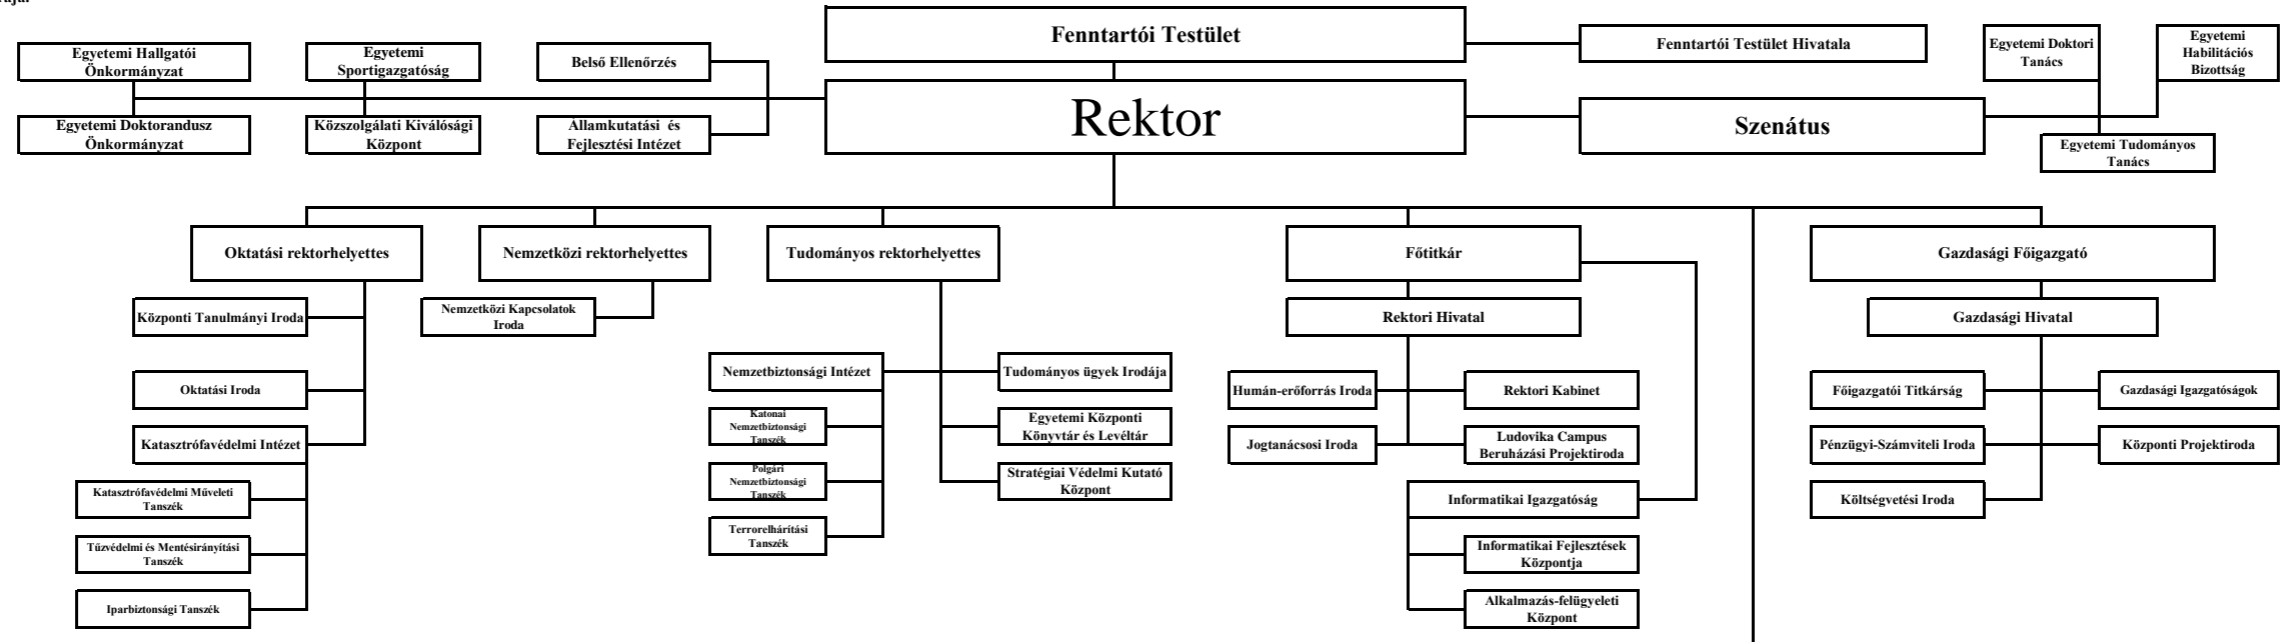 Fenntartói Testület
Fenntartói Testület Hivatala
Egyetemi Hallgatói
Önkormányzat
Egyetemi
Sportigazgatóság
Belső Ellenőrzés
Egyetemi Doktori
Tanács
Egyetemi
Habilitációs
Bizottság
Rektor
Szenátus
Egyetemi Doktorandusz
Önkormányzat
Közszolgálati Kiválósági
Központ
Államkutatási és
Fejlesztési Intézet
Egyetemi Tudományos
Tanács
Oktatási rektorhelyettes
Nemzetközi rektorhelyettes
Tudományos rektorhelyettes
Főtitkár
Gazdasági Főigazgató
Központi Tanulmányi Iroda
Nemzetközi Kapcsolatok
Iroda
Rektori Hivatal
Gazdasági Hivatal
Oktatási Iroda
Nemzetbiztonsági Intézet
Tudományos ügyek Irodája
Humán-erőforrás Iroda
Rektori Kabinet
Főigazgatói Titkárság
Gazdasági Igazgatóságok
Katasztrófavédelmi Intézet
Katonai
Nemzetbiztonsági
Tanszék
Egyetemi Központi
Könyvtár és Levéltár
Jogtanácsosi Iroda
Ludovika Campus
Beruházási Projektiroda
Pénzügyi-Számviteli Iroda
Központi Projektiroda
Katasztrófavédelmi Műveleti
Tanszék
Polgári
Nemzetbiztonsági
Tanszék
Stratégiai Védelmi Kutató
Központ
Informatikai Igazgatóság
Költségvetési Iroda
Tűzvédelmi és Mentésirányítási
Tanszék
Terrorelhárítási
Tanszék
Informatikai Fejlesztések
Központja
Iparbiztonsági Tanszék
Alkalmazás-felügyeleti
Központ